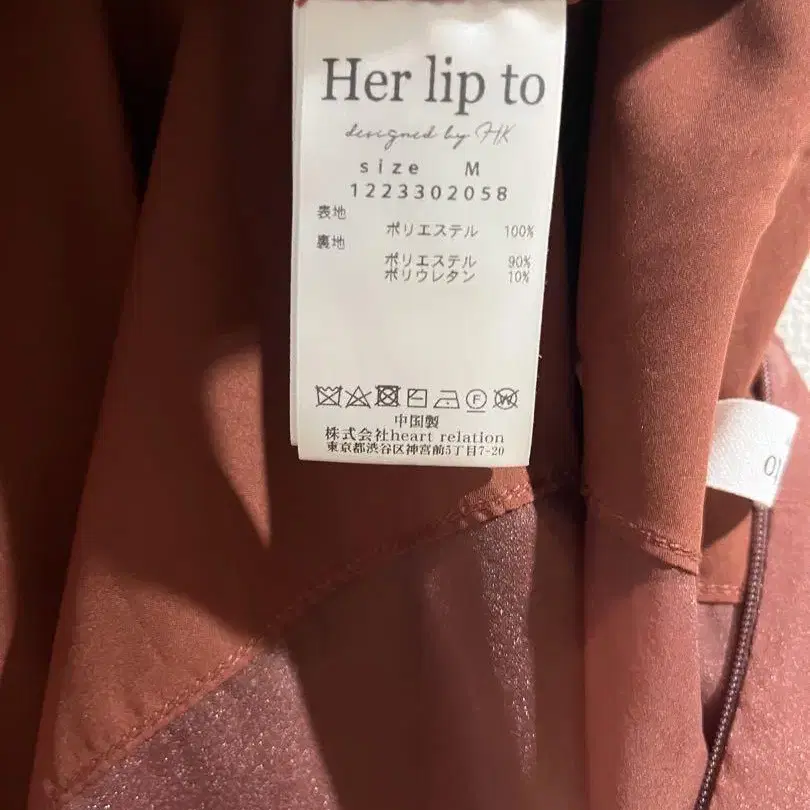 Her lip to
designed by HK
size M
1223302058
表地
ポリエステル 100%
裏地
ポリエステル 90%
ポリウレタン 10%
中国製
株式会社heart relation
東京都渋谷区神宮前5丁目7-20